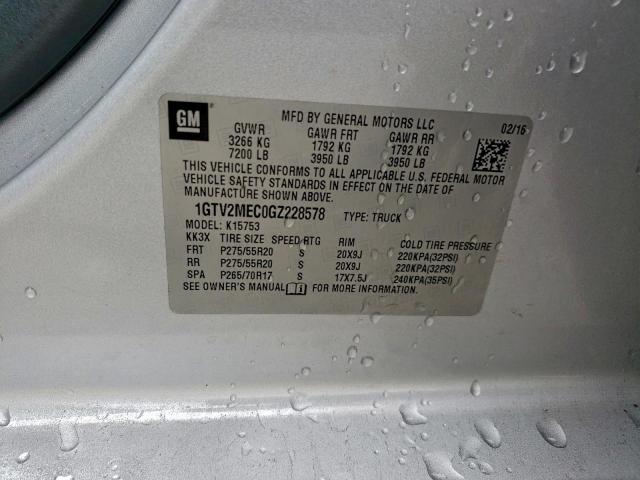 GM
MFD BY GENERAL MOTORS LLC 02/16
GVWR GAWR FRT GAWR RR
3266 KG 1792 KG 1792 KG
7200 LB 3950 LB 3950 LB
THIS VEHICLE CONFORMS TO ALL APPLICABLE U.S. FEDERAL MOTOR
VEHICLE SAFETY STANDARDS IN EFFECT ON THE DATE OF
MANUFACTURE SHOWN ABOVE.
1GTV2MEC0GZ228578 TYPE: TRUCK
MODEL: K15753
KK3X TIRE SIZE SPEED RTG RIM COLD TIRE PRESSURE
FRT P275/55R20 S 20X9J 220KPA(32PSI)
RR P275/55R20 S 20X9J 220KPA(32PSI)
SPA P265/70R17 S 17X7.5J 240KPA(35PSI)
SEE OWNER'S MANUAL FOR MORE INFORMATION.